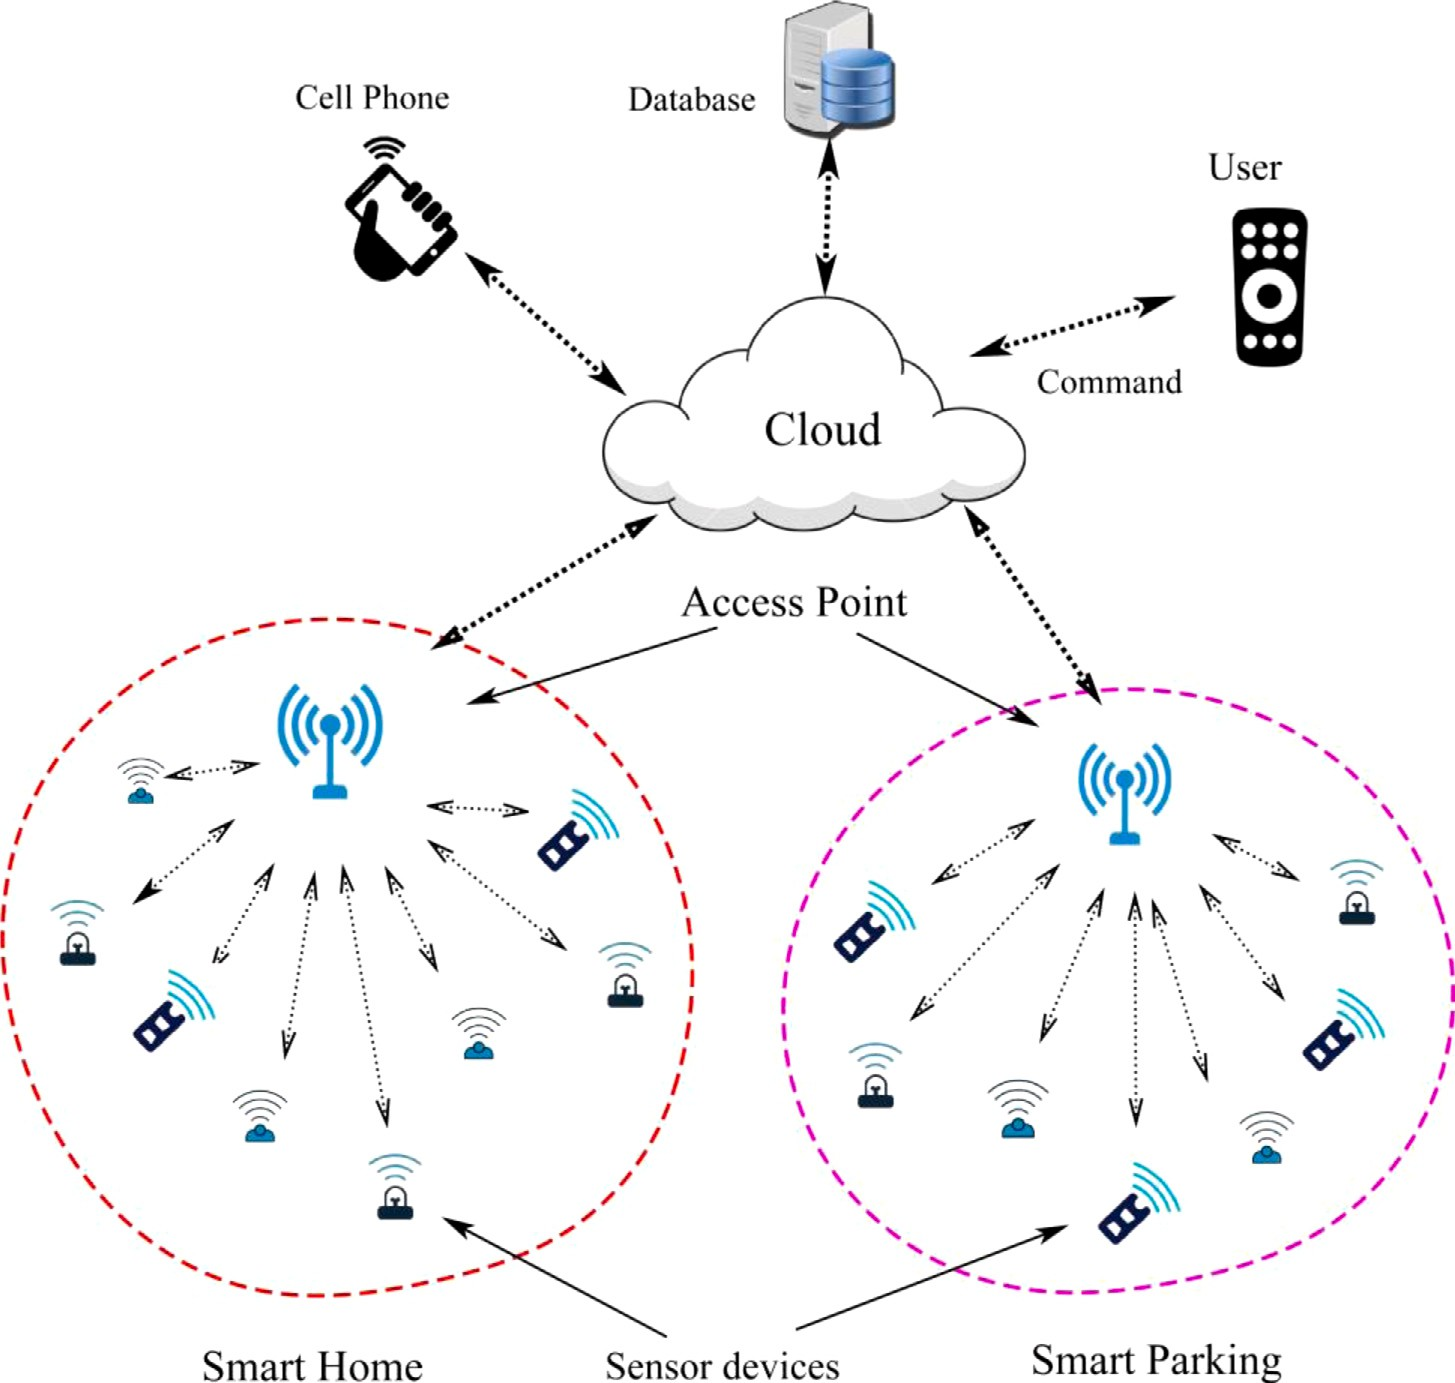 Cell Phone
Database
User
Command
Cloud
Access Point
Smart Home
Sensor devices
Smart Parking